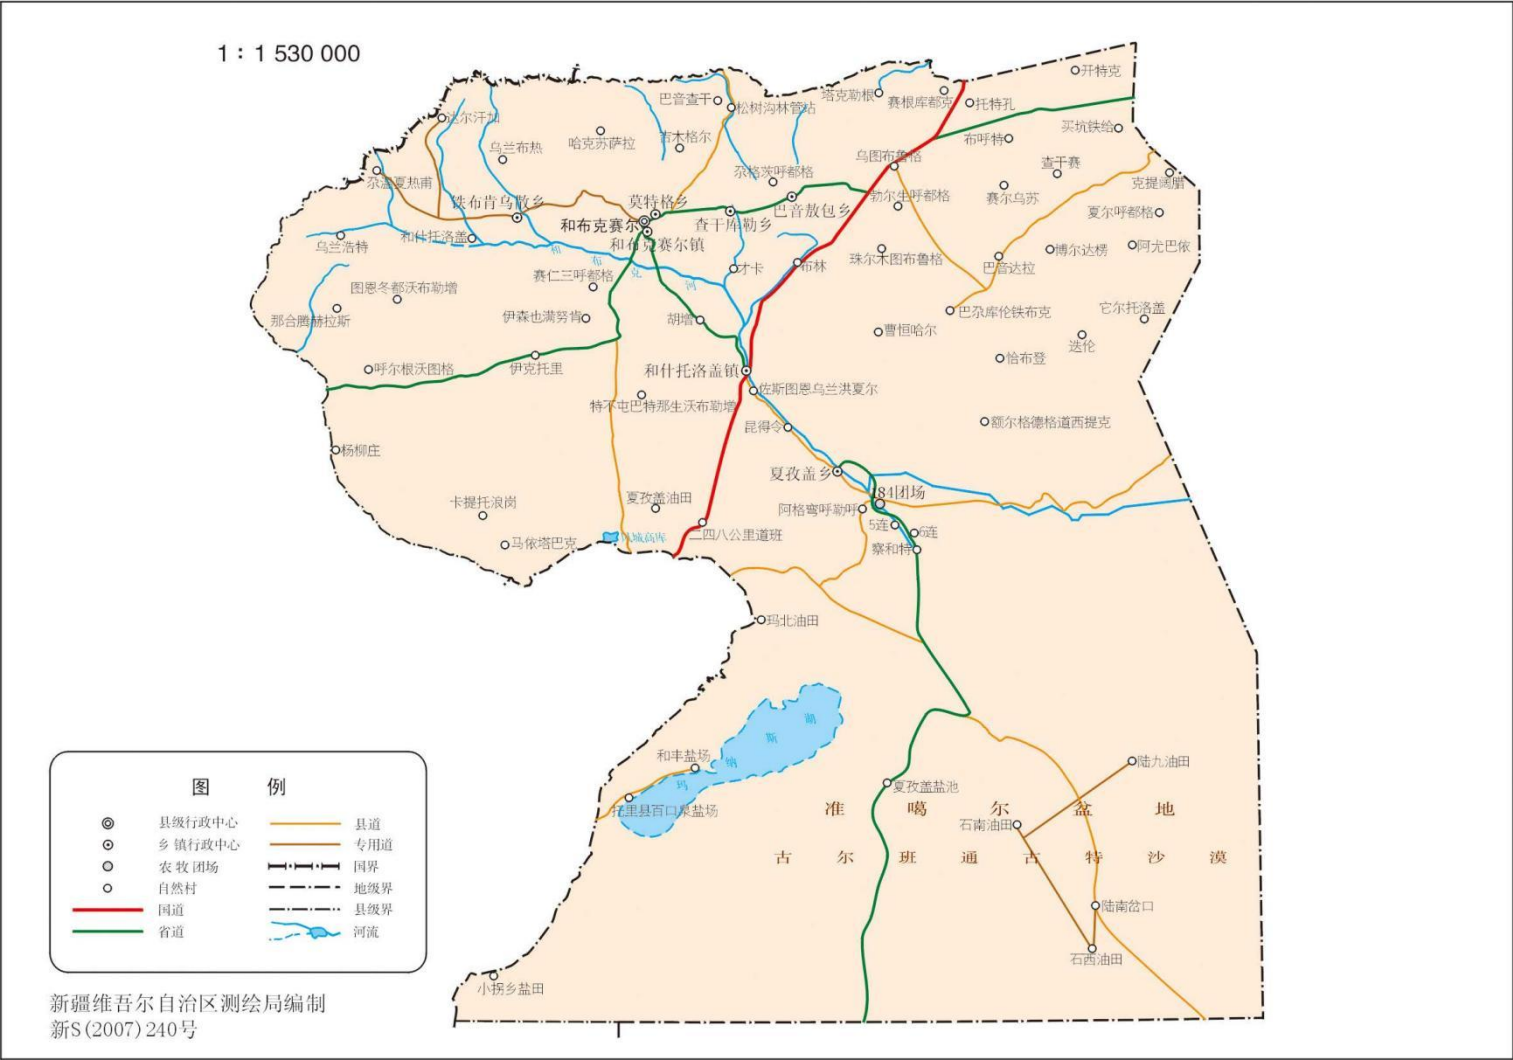 1：1 530 000
开特克
塔克勒根
赛根库都克
托特孔
巴音查干
松树沟林管站
达尔汗加
买坑铁给
布呼特
哈克苏萨拉
吉木格尔
乌兰布热
乌图布鲁格
查干赛
尕温夏热甫
尕格茨呼都格
克提阔腊
赛尔乌苏
勃尔生呼都格
铁布肯乌散乡
莫特格乡
巴音敖包乡
夏尔呼都格
和布克赛尔
查干库勒乡
和什托洛盖
和布克赛尔镇
乌兰浩特
阿尤巴侬
博尔达楞
珠尔木图布鲁格
巴音达拉
和布克河
才卡
布林
赛仁三呼都格
图恩冬都沃布勒增
那合腾赫拉斯
伊森也满努肯
胡增
巴尕库伦铁布克
它尔托洛盖
曹恒哈尔
迭伦
恰布登
呼尔根沃图格
伊克托里
和什托洛盖镇
佐斯图恩乌兰洪夏尔
特不屯巴特那生沃布勒增
昆得令
额尔格德格道西提克
杨柳庄
夏孜盖乡
184团场
卡提托浪岗
夏孜盖油田
阿格弯呼勒呼
5连
6连
二四八公里道班
马依塔巴克
察和特
玛北油田
玛纳斯湖
和丰盐场
托里县百口泉盐场
陆九油田
夏孜盖盐池
准噶尔盆地
石南油田
古尔班通古特沙漠
陆南岔口
石西油田
小拐乡盐田
图 例
县级行政中心
县道
乡镇行政中心
专用道
农牧团场
国界
自然村
地级界
国道
县级界
省道
河流
新疆维吾尔自治区测绘局编制
新S(2007)240号